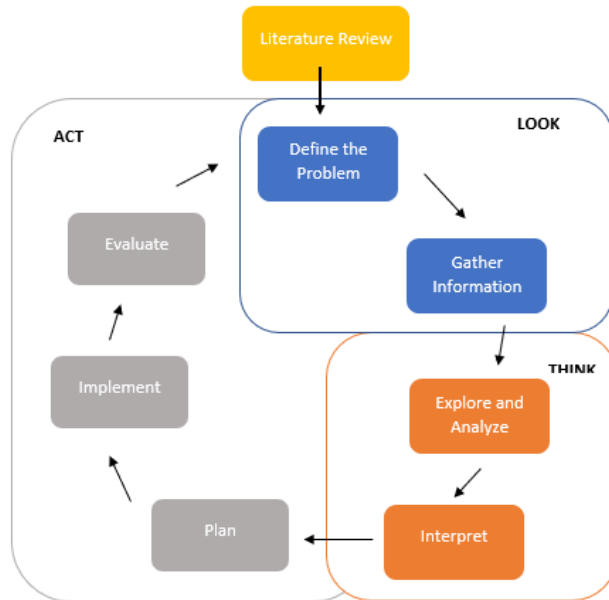 Literature Review
ACT
LOOK
Define the
Problem
Evaluate
Gather
Information
THINK
Implement
Explore and
Analyze
Plan
Interpret